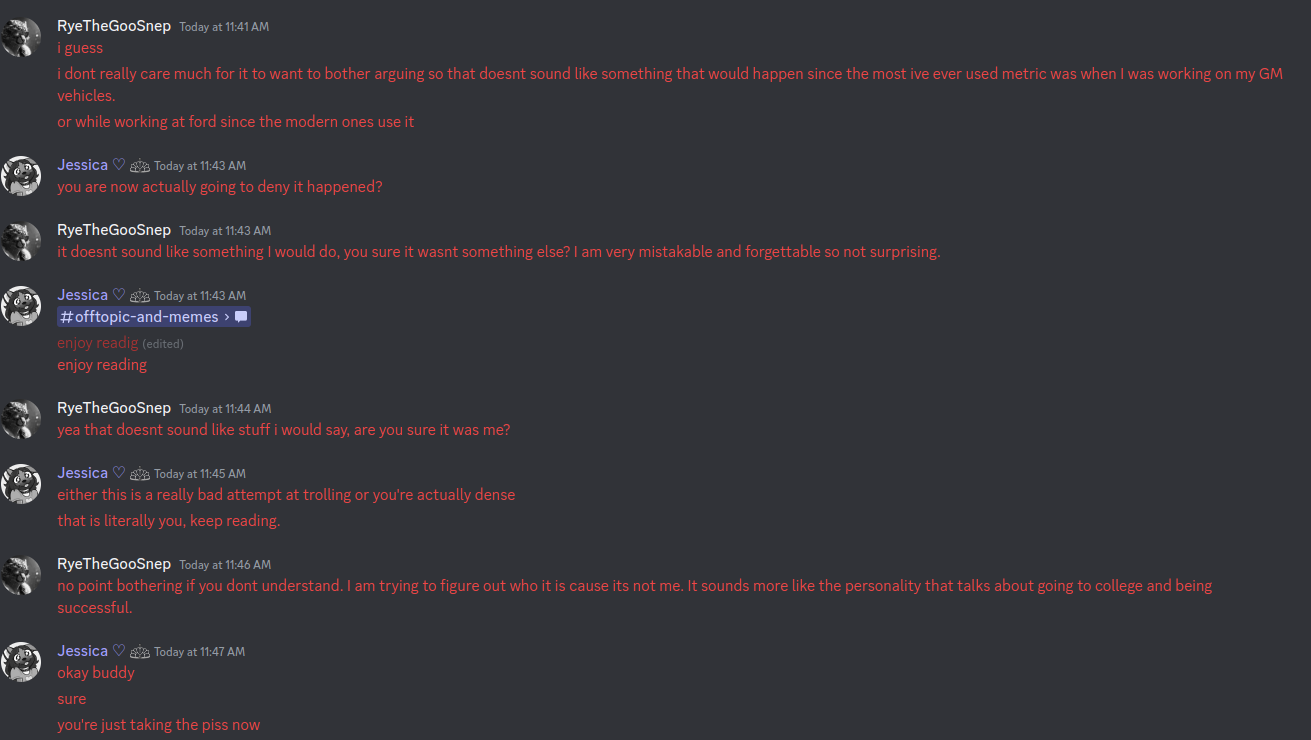 RyeTheGooSnep Today at 11:41 AM
i guess
i dont really care much for it to want to bother arguing so that doesnt sound like something that would happen since the most ive ever used metric was when I was working on my GM
vehicles.
or while working at ford since the modern ones use it
Jessica ♡ Today at 11:43 AM
you are now actually going to deny it happened?
RyeTheGooSnep Today at 11:43 AM
it doesnt sound like something I would do, you sure it wasnt something else? I am very mistakable and forgettable so not surprising.
Jessica ♡ Today at 11:43 AM
#offtopic-and-memes ›
enjoy readig (edited)
enjoy reading
RyeTheGooSnep Today at 11:44 AM
yea that doesnt sound like stuff i would say, are you sure it was me?
Jessica ♡ Today at 11:45 AM
either this is a really bad attempt at trolling or you're actually dense
that is literally you, keep reading.
RyeTheGooSnep Today at 11:46 AM
no point bothering if you dont understand. I am trying to figure out who it is cause its not me. It sounds more like the personality that talks about going to college and being
successful.
Jessica ♡ Today at 11:47 AM
okay buddy
sure
you're just taking the piss now